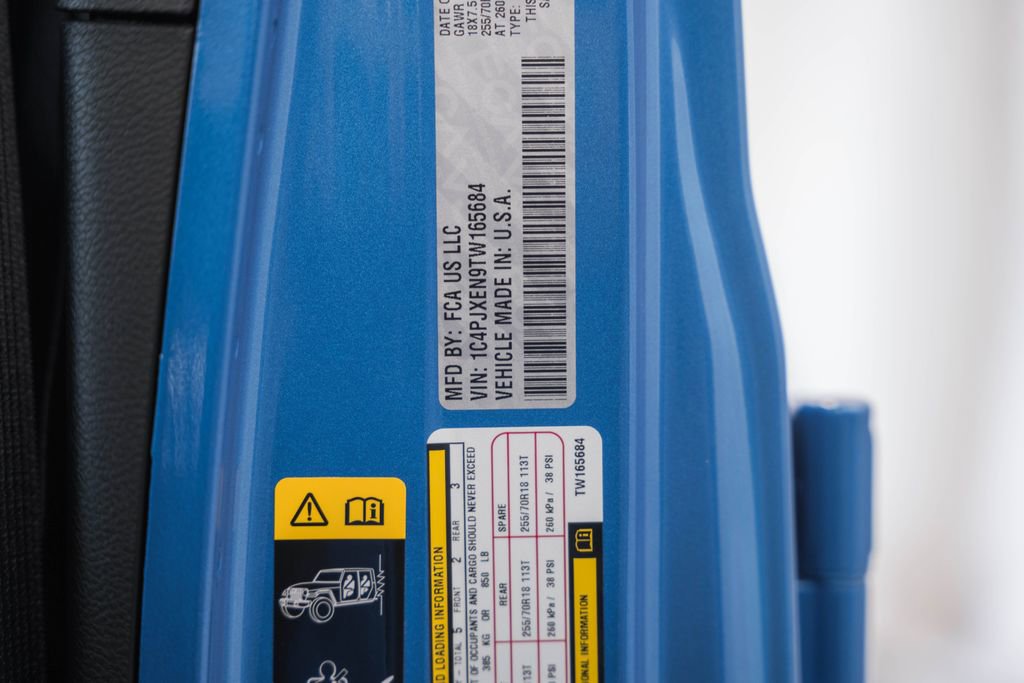 DATE O
GAWR
18X7.5
255/70
AT 260
TYPE:
THIS
MFD BY: FCA US LLC
VIN: 1C4PJXEN9TW165684
VEHICLE MADE IN: U.S.A.
D LOADING INFORMATION
TOTAL 5 FRONT 2 REAR 3
T OF OCCUPANTS AND CARGO SHOULD NEVER EXCEED
385 KG OR 850 LB
REAR SPARE
13T 255/70R18 113T 255/70R18 113T
PSI 260 kPa / 38 PSI 260 kPa / 38 PSI
ONAL INFORMATION
TW165684